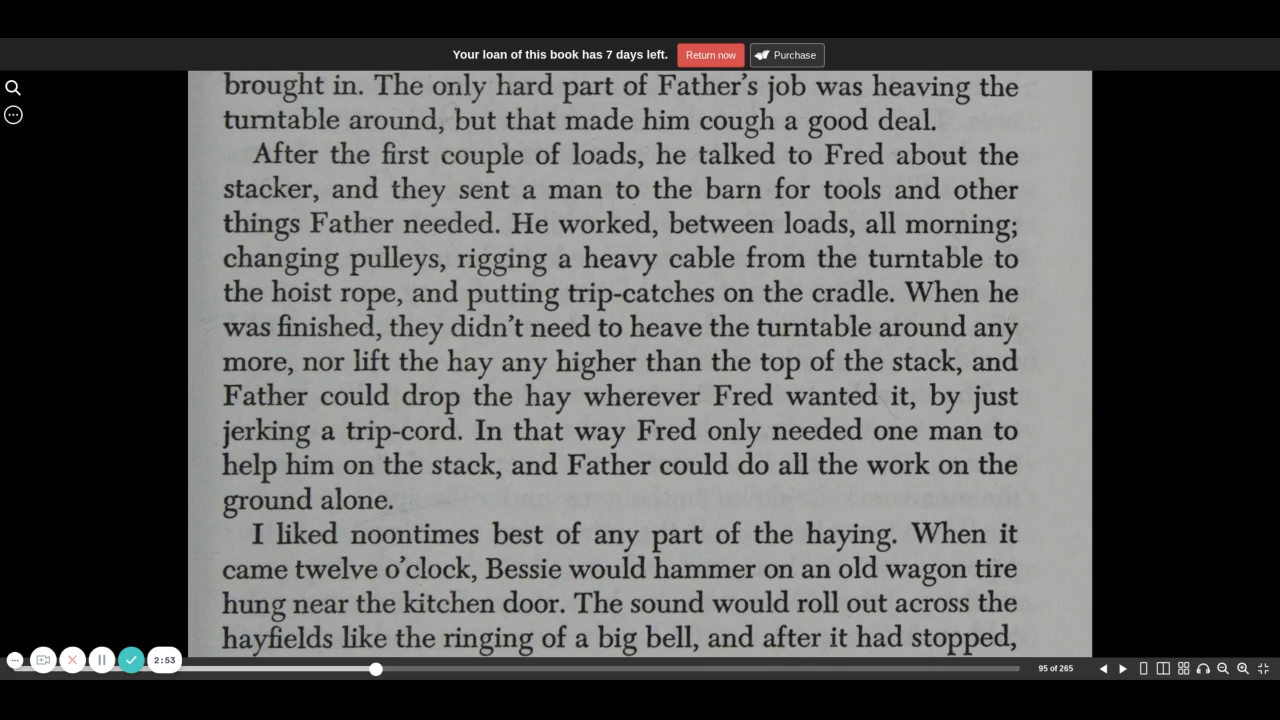 Your loan of this book has 7 days left. Return now Purchase
brought in. The only hard part of Father's job was heaving the
turntable around, but that made him cough a good deal.
After the first couple of loads, he talked to Fred about the
stacker, and they sent a man to the barn for tools and other
things Father needed. He worked, between loads, all morning;
changing pulleys, rigging a heavy cable from the turntable to
the hoist rope, and putting trip-catches on the cradle. When he
was finished, they didn't need to heave the turntable around any
more, nor lift the hay any higher than the top of the stack, and
Father could drop the hay wherever Fred wanted it, by just
jerking a trip-cord. In that way Fred only needed one man to
help him on the stack, and Father could do all the work on the
ground alone.
I liked noontimes best of any part of the haying. When it
came twelve o'clock, Bessie would hammer on an old wagon tire
hung near the kitchen door. The sound would roll out across the
hayfields like the ringing of a big bell, and after it had stopped,
2:53
95 of 265